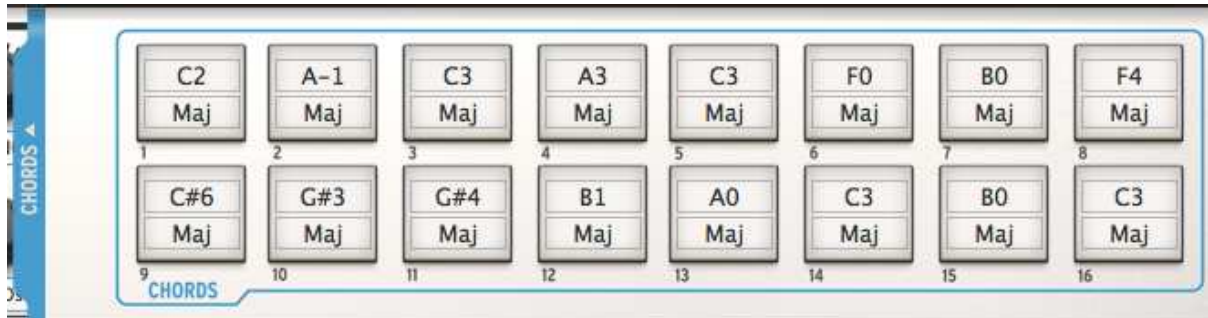 C2 A-1 C3 A3 C3 F0 B0 F4
Maj Maj Maj Maj Maj Maj Maj Maj
1 2 3 4 5 6 7 8
CHORDS
C#6 G#3 G#4 B1 A0 C3 B0 C3
Maj Maj Maj Maj Maj Maj Maj Maj
9 10 11 12 13 14 15 16
CHORDS